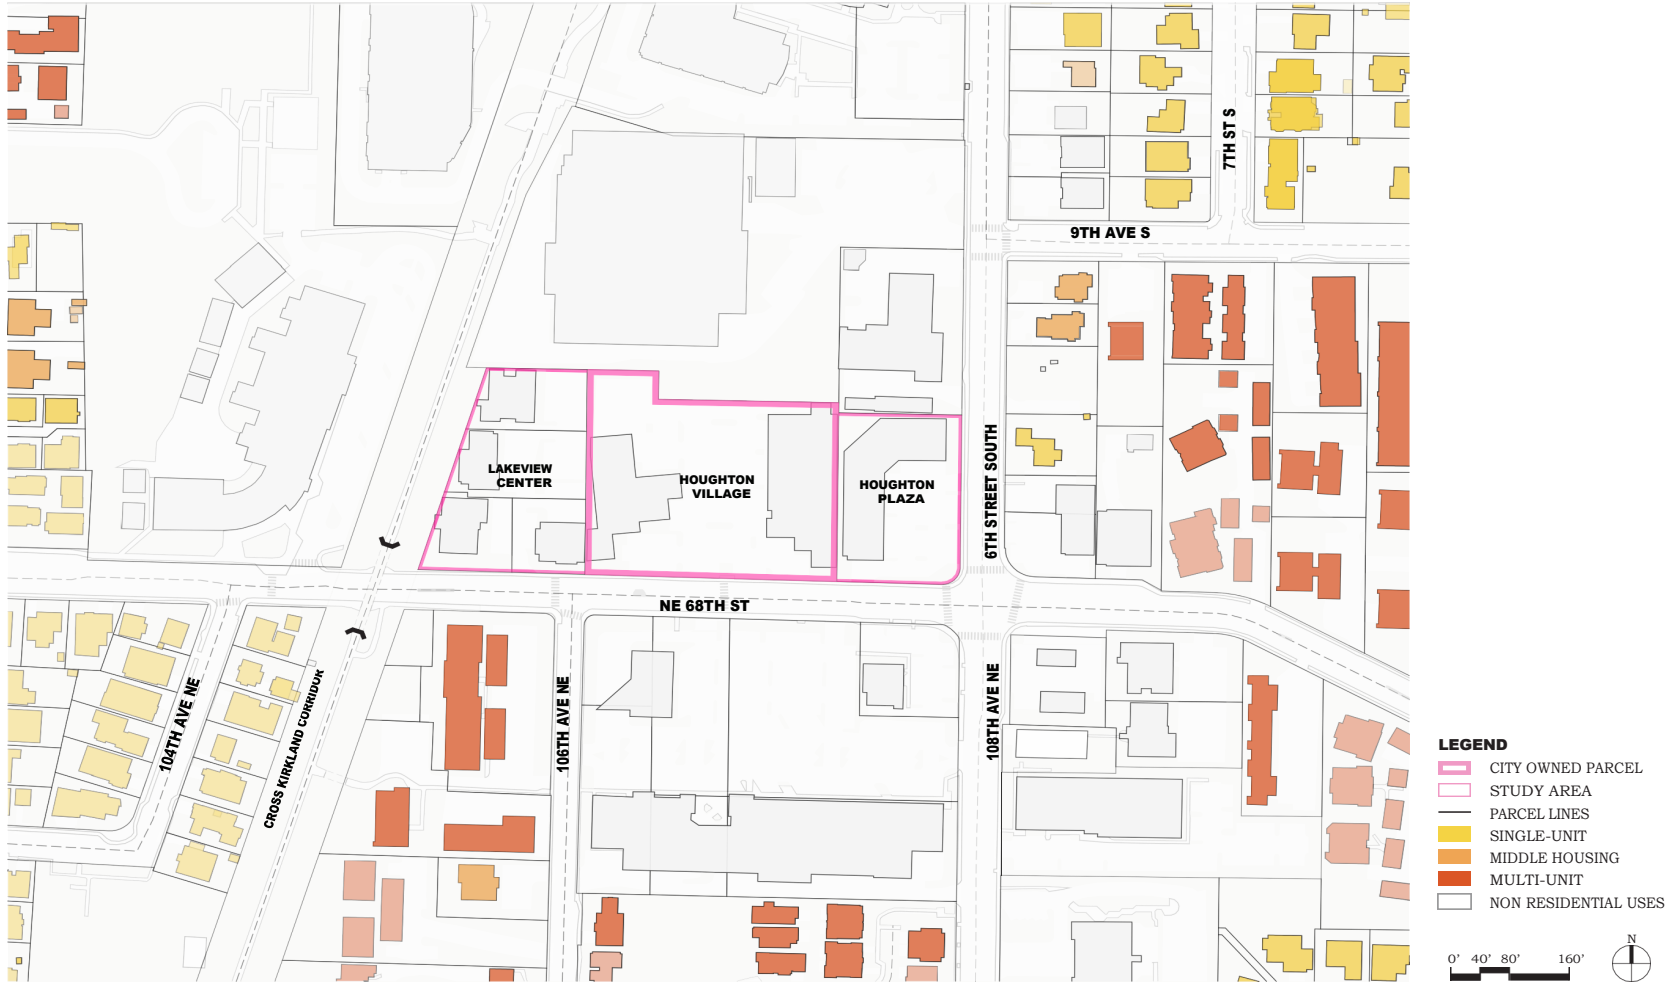 7TH ST S
9TH AVE S
LAKEVIEW
CENTER
HOUGHTON
VILLAGE
HOUGHTON
PLAZA
6TH STREET SOUTH
NE 68TH ST
104TH AVE NE
CROSS KIRKLAND CORRIDOR
106TH AVE NE
108TH AVE NE
LEGEND
CITY OWNED PARCEL
STUDY AREA
PARCEL LINES
SINGLE-UNIT
MIDDLE HOUSING
MULTI-UNIT
NON RESIDENTIAL USES
0' 40' 80' 160'
N